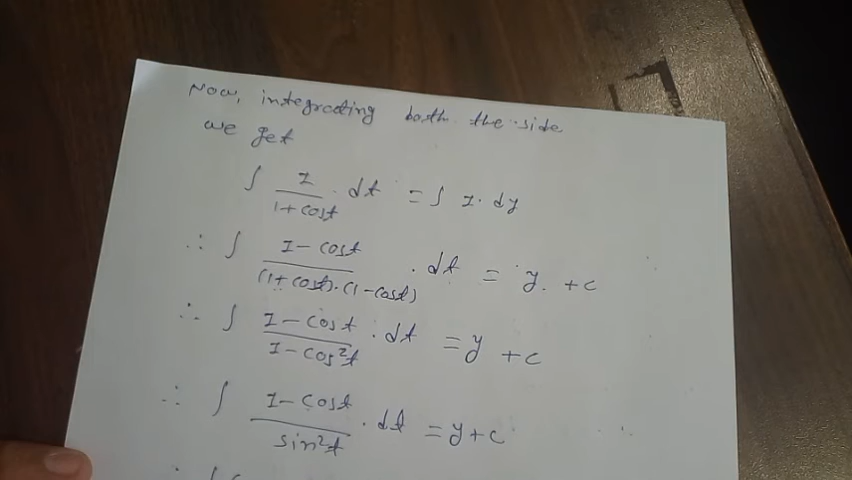 Now, integrating both the side
we get
∫ 1/(1+cost) · dt = ∫ 1· dy
∴ ∫ (1-cost)/((1+cost)·(1-cost)) · dt = y. +c
∴ ∫ (1-cost)/(1-cos²t) · dt = y +c
∴ ∫ (1-cost)/(sin²t) · dt = y+c